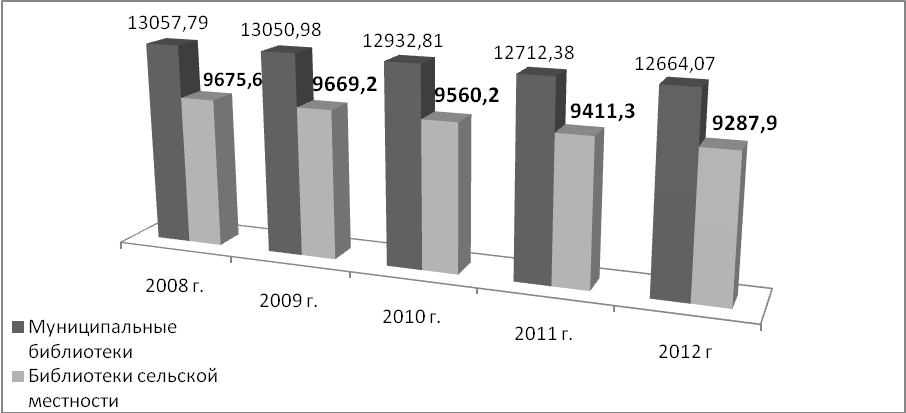 13057,79
13050,98
12932,81
12712,38
12664,07
9675,6
9669,2
9560,2
9411,3
9287,9
2008 г.
2009 г.
2010 г.
2011 г.
2012 г
Муниципальные
библиотеки
Библиотеки сельской
местности